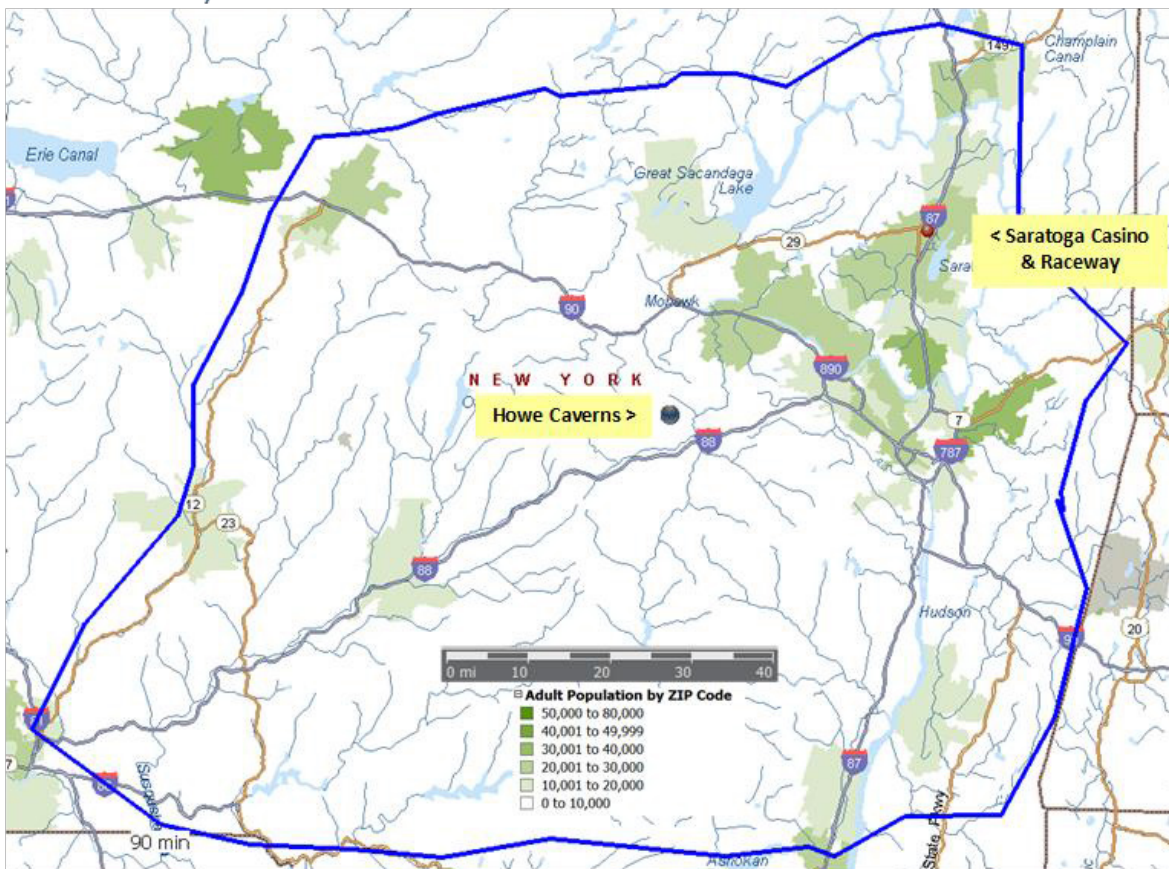 149
Champlain
Canal
Erie Canal
Great Sacandaga
Lake
87
< Saratoga Casino
& Raceway
29
Mohawk
90
890
NEW YORK
Howe Caverns >
88
7
787
12
23
88
Hudson
20
0 mi 10 20 30 40
Adult Population by ZIP Code
50,000 to 80,000
40,001 to 49,999
30,001 to 40,000
20,001 to 30,000
10,001 to 20,000
0 to 10,000
87
7
90 min
Ashokan
State Pkwy